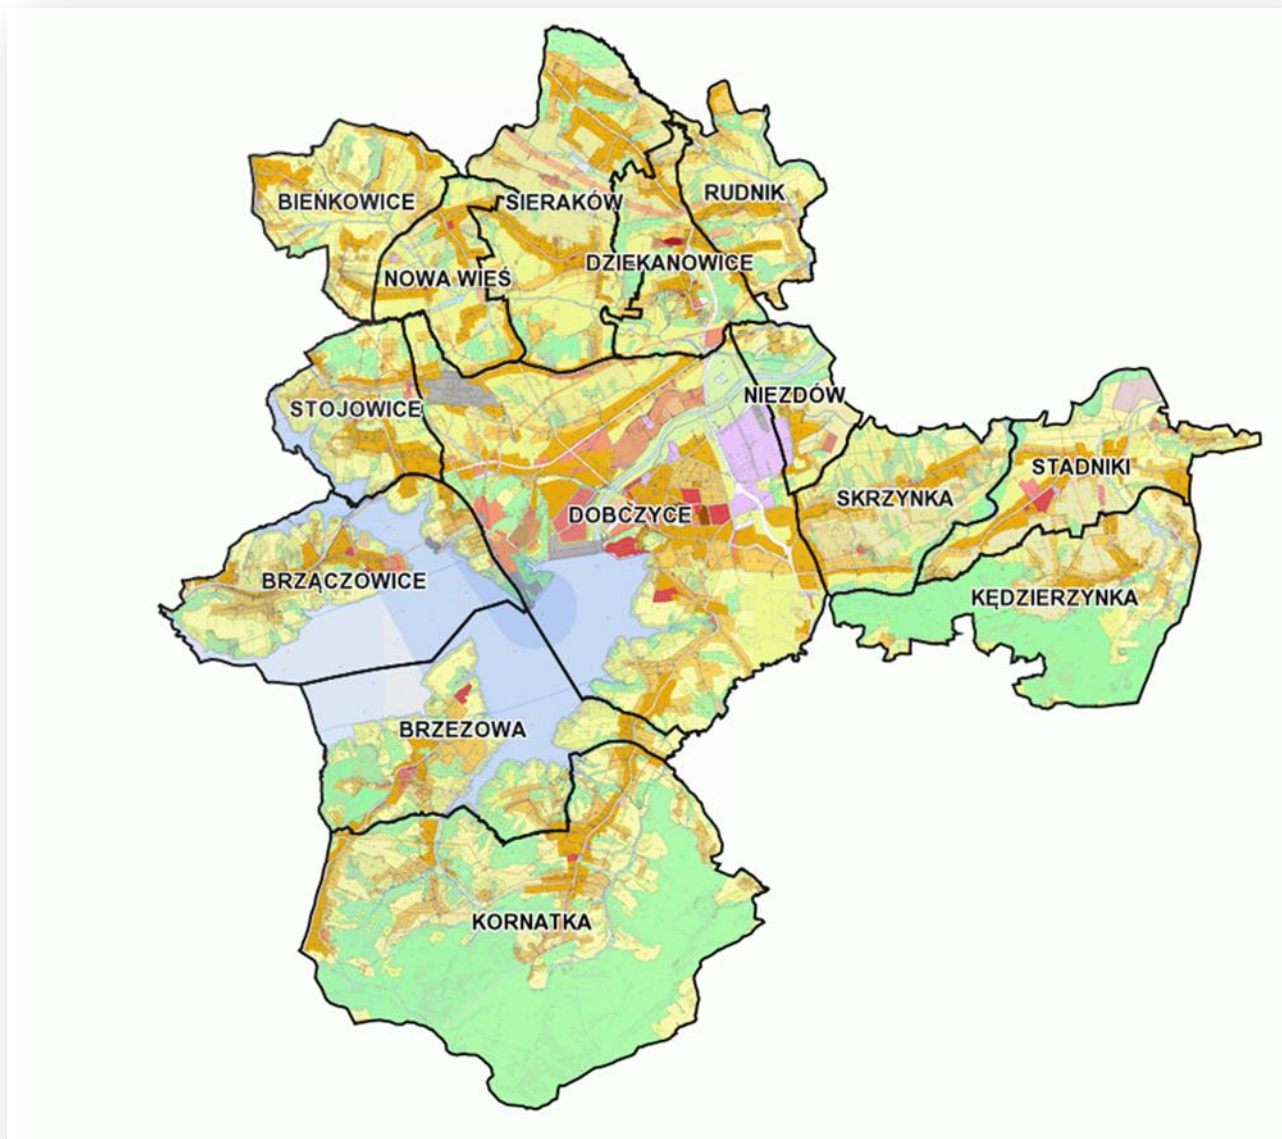 RUDNIK
BIEŃKOWICE
SIERAKÓW
DZIEKANOWICE
NOWA WIEŚ
NIEZDÓW
STOJOWICE
STADNIKI
SKRZYNKA
DOBCZYCE
BRZĄCZOWICE
KĘDZIERZYNKA
BRZEZOWA
KORNATKA